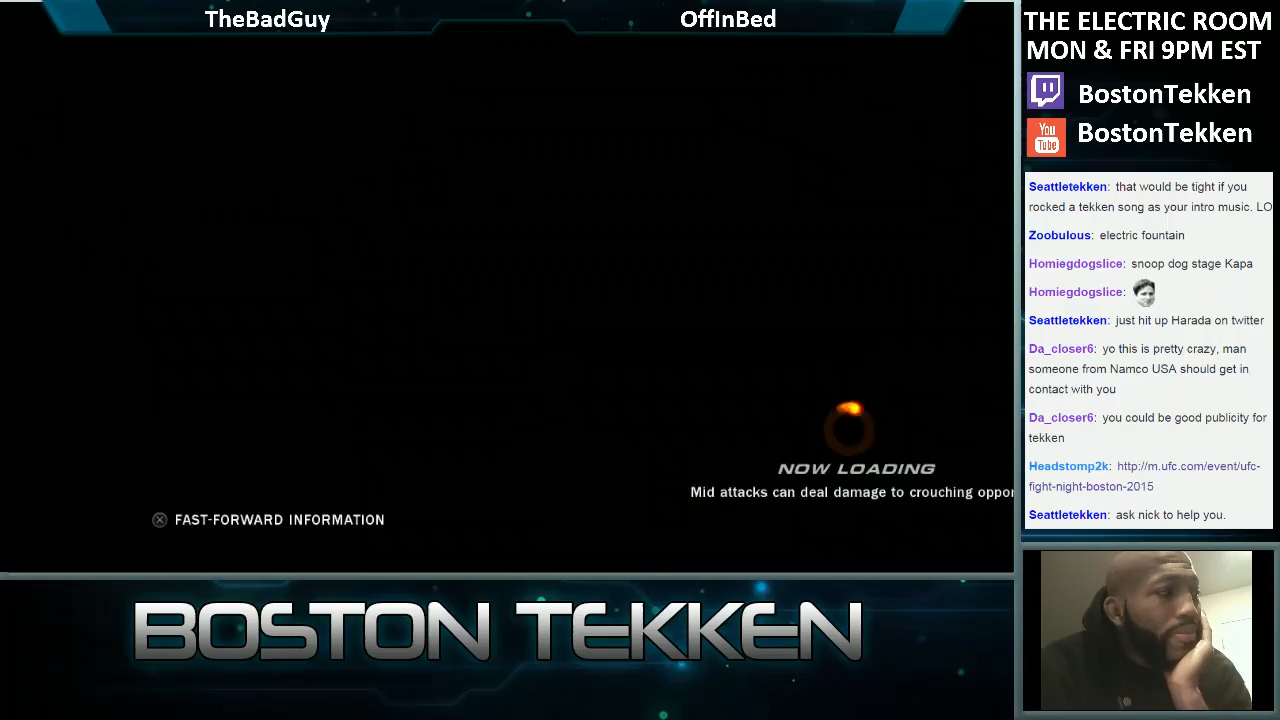 TheBadGuy
OffInBed
THE ELECTRIC ROOM
MON & FRI 9PM EST
BostonTekken
You
Tube
BostonTekken
Seattletekken: that would be tight if you
rocked a tekken song as your intro music. LO
Zoobulous: electric fountain
Homiegdogslice: snoop dog stage Kapa
Homiegdogslice:
Seattletekken: just hit up Harada on twitter
Da_closer6: yo this is pretty crazy, man
someone from Namco USA should get in
contact with you
Da_closer6: you could be good publicity for
tekken
Headstomp2k: http://m.ufc.com/event/ufc-
fight-night-boston-2015
Seattletekken: ask nick to help you.
NOW LOADING
Mid attacks can deal damage to crouching oppor
FAST-FORWARD INFORMATION
BOSTON TEKKEN